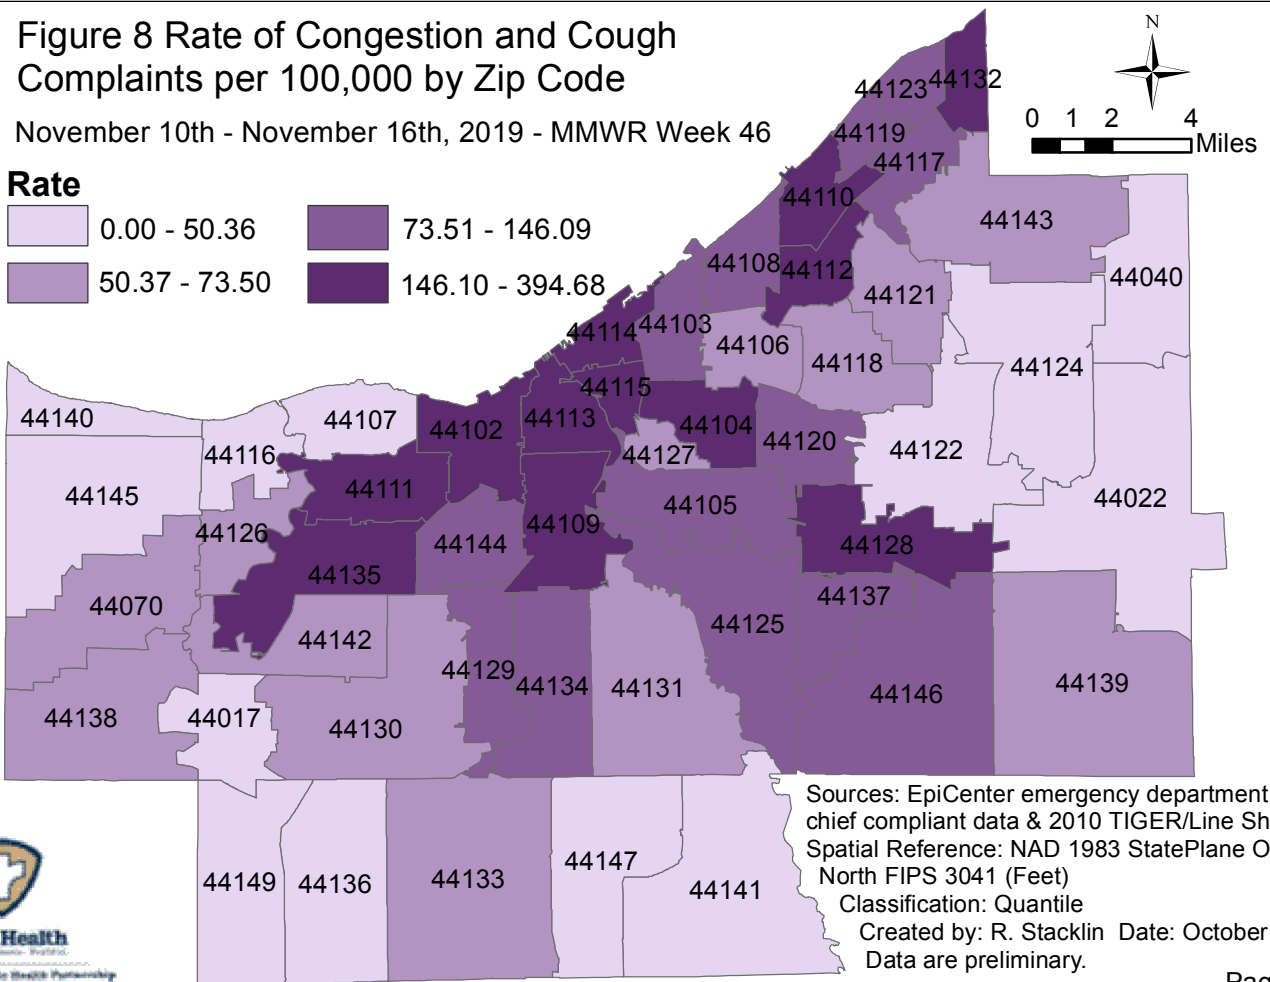 Figure 8 Rate of Congestion and Cough
Complaints per 100,000 by Zip Code
November 10th - November 16th, 2019 - MMWR Week 46
Rate
0.00 - 50.36
73.51 - 146.09
50.37 - 73.50
146.10 - 394.68
N
0 1 2 4
Miles
44123 44132
44119
44117
44110
44143
44108 44112
44040
44121
44114 44103
44106
44118
44124
44115
44140
44107
44102
44113
44104
44120
44116
44127
44122
44145
44111
44022
44105
44126
44109
44144
44128
44135
44070
44137
44142
44125
44129
44134
44131
44146
44139
44138
44017
44130
44149
44136
44133
44147
44141
Sources: EpiCenter emergency department
chief compliant data & 2010 TIGER/Line Sh
Spatial Reference: NAD 1983 StatePlane O
North FIPS 3041 (Feet)
Classification: Quantile
Created by: R. Stacklin Date: October
Data are preliminary.
Pag
Health
Health Partnership